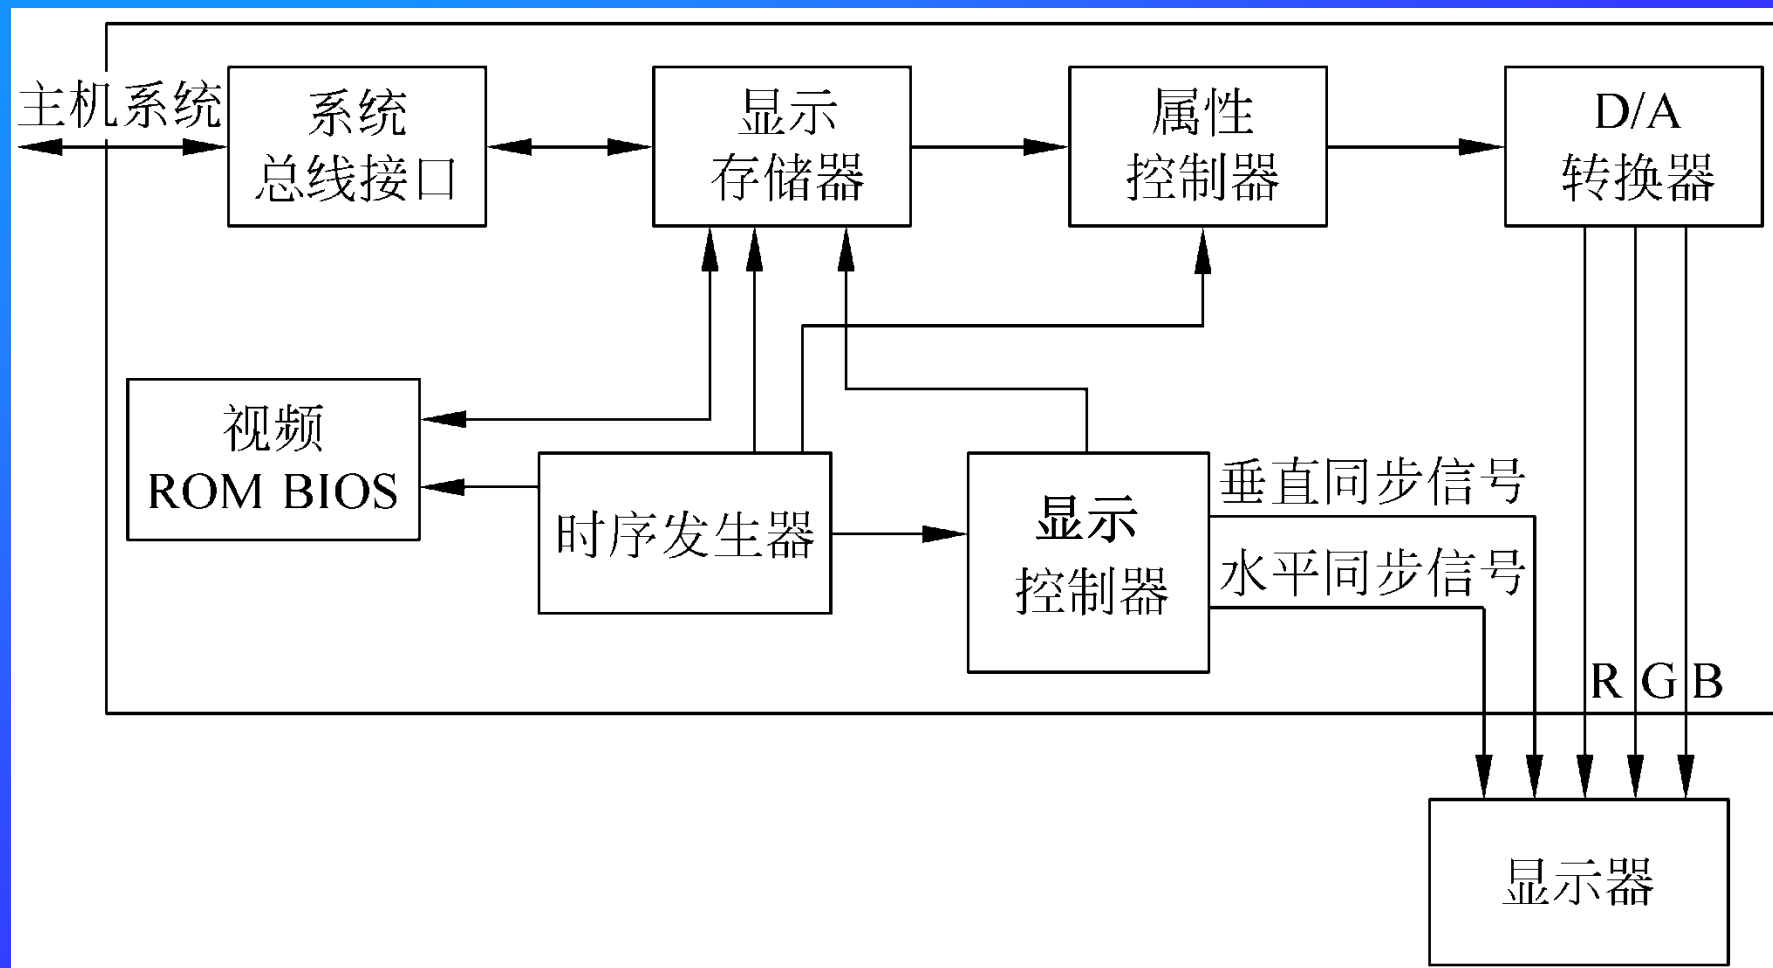 主机系统
系统
总线接口
显示
存储器
属性
控制器
D/A
转换器
视频
ROM BIOS
时序发生器
显示
控制器
垂直同步信号
水平同步信号
R G B
显示器